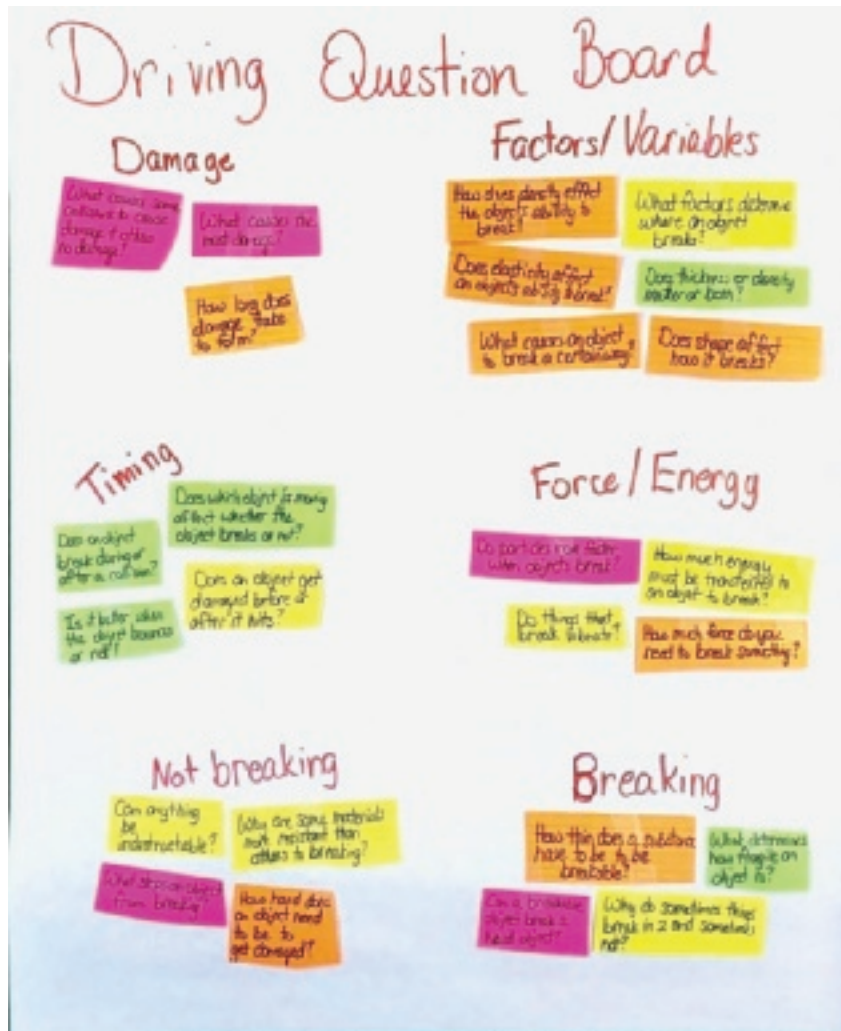 Driving Question Board
Damage
What causes some
collisions to cause
damage & others
no damage?
What causes the
most damage?
How long does
damage take
to form?
Factors/Variables
How does density effect
the object's ability to
break?
What factors determine
where an object
breaks?
Does elasticity effect
an objects ability
Does thickness or density
matter or both?
What causes an object
to break a certain way?
Does shape affect
how it breaks?
Timing
Does which object is moving
affect whether the
object breaks or not?
Does an object
break during or
after a collision?
Does an object get
damaged before or
after it hits?
Is it better when
the object bounces
or not?
Force/Energy
Do particles move faster
when objects break?
How much energy
must be transferred to
an object to break?
Do things that
break vibrate?
How much force do you
need to break something?
Not breaking
Can anything
be
indestructable?
Why are some materials
more resistant than
others to breaking?
What stops an object
from breaking?
How hard does
an object need
to be to
get damaged?
Breaking
How thin does a substance
have to be to be
breakable?
What determines
how fragile an
object is?
Can a breakable
object break a
object?
Why do sometimes things
break in 2 and sometimes
not?